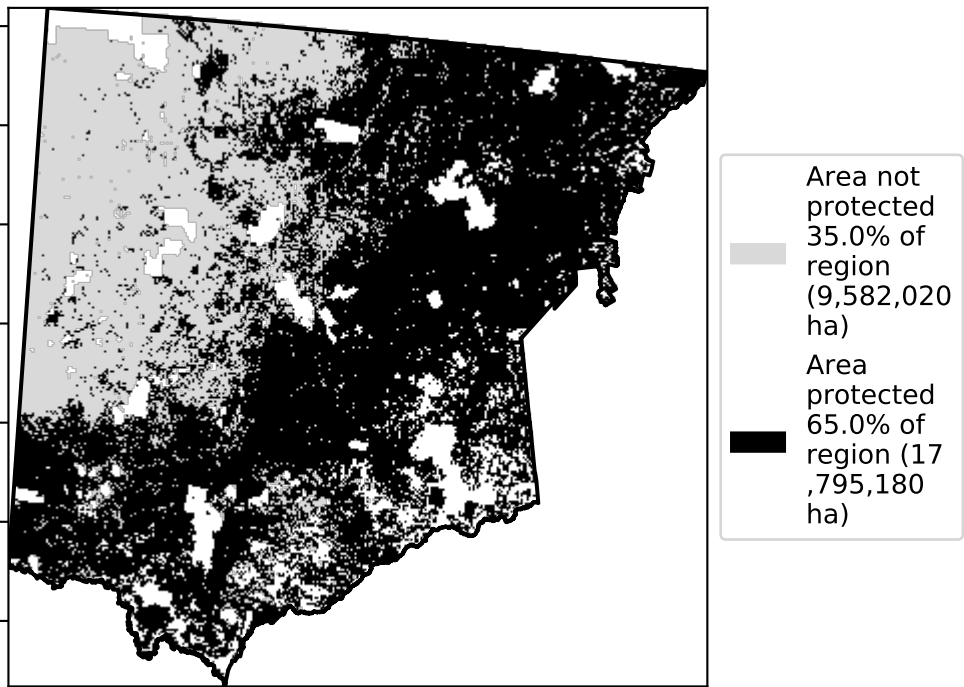 Area not
protected
35.0% of
region
(9,582,020
ha)
Area
protected
65.0% of
region (17
,795,180
ha)